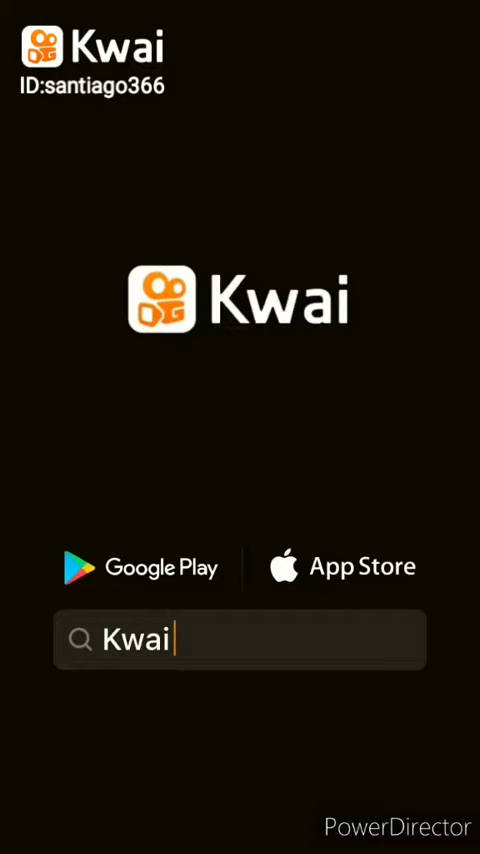 Kwai
ID:santiago366
Kwai
Google Play
App Store
Kwai
PowerDirector